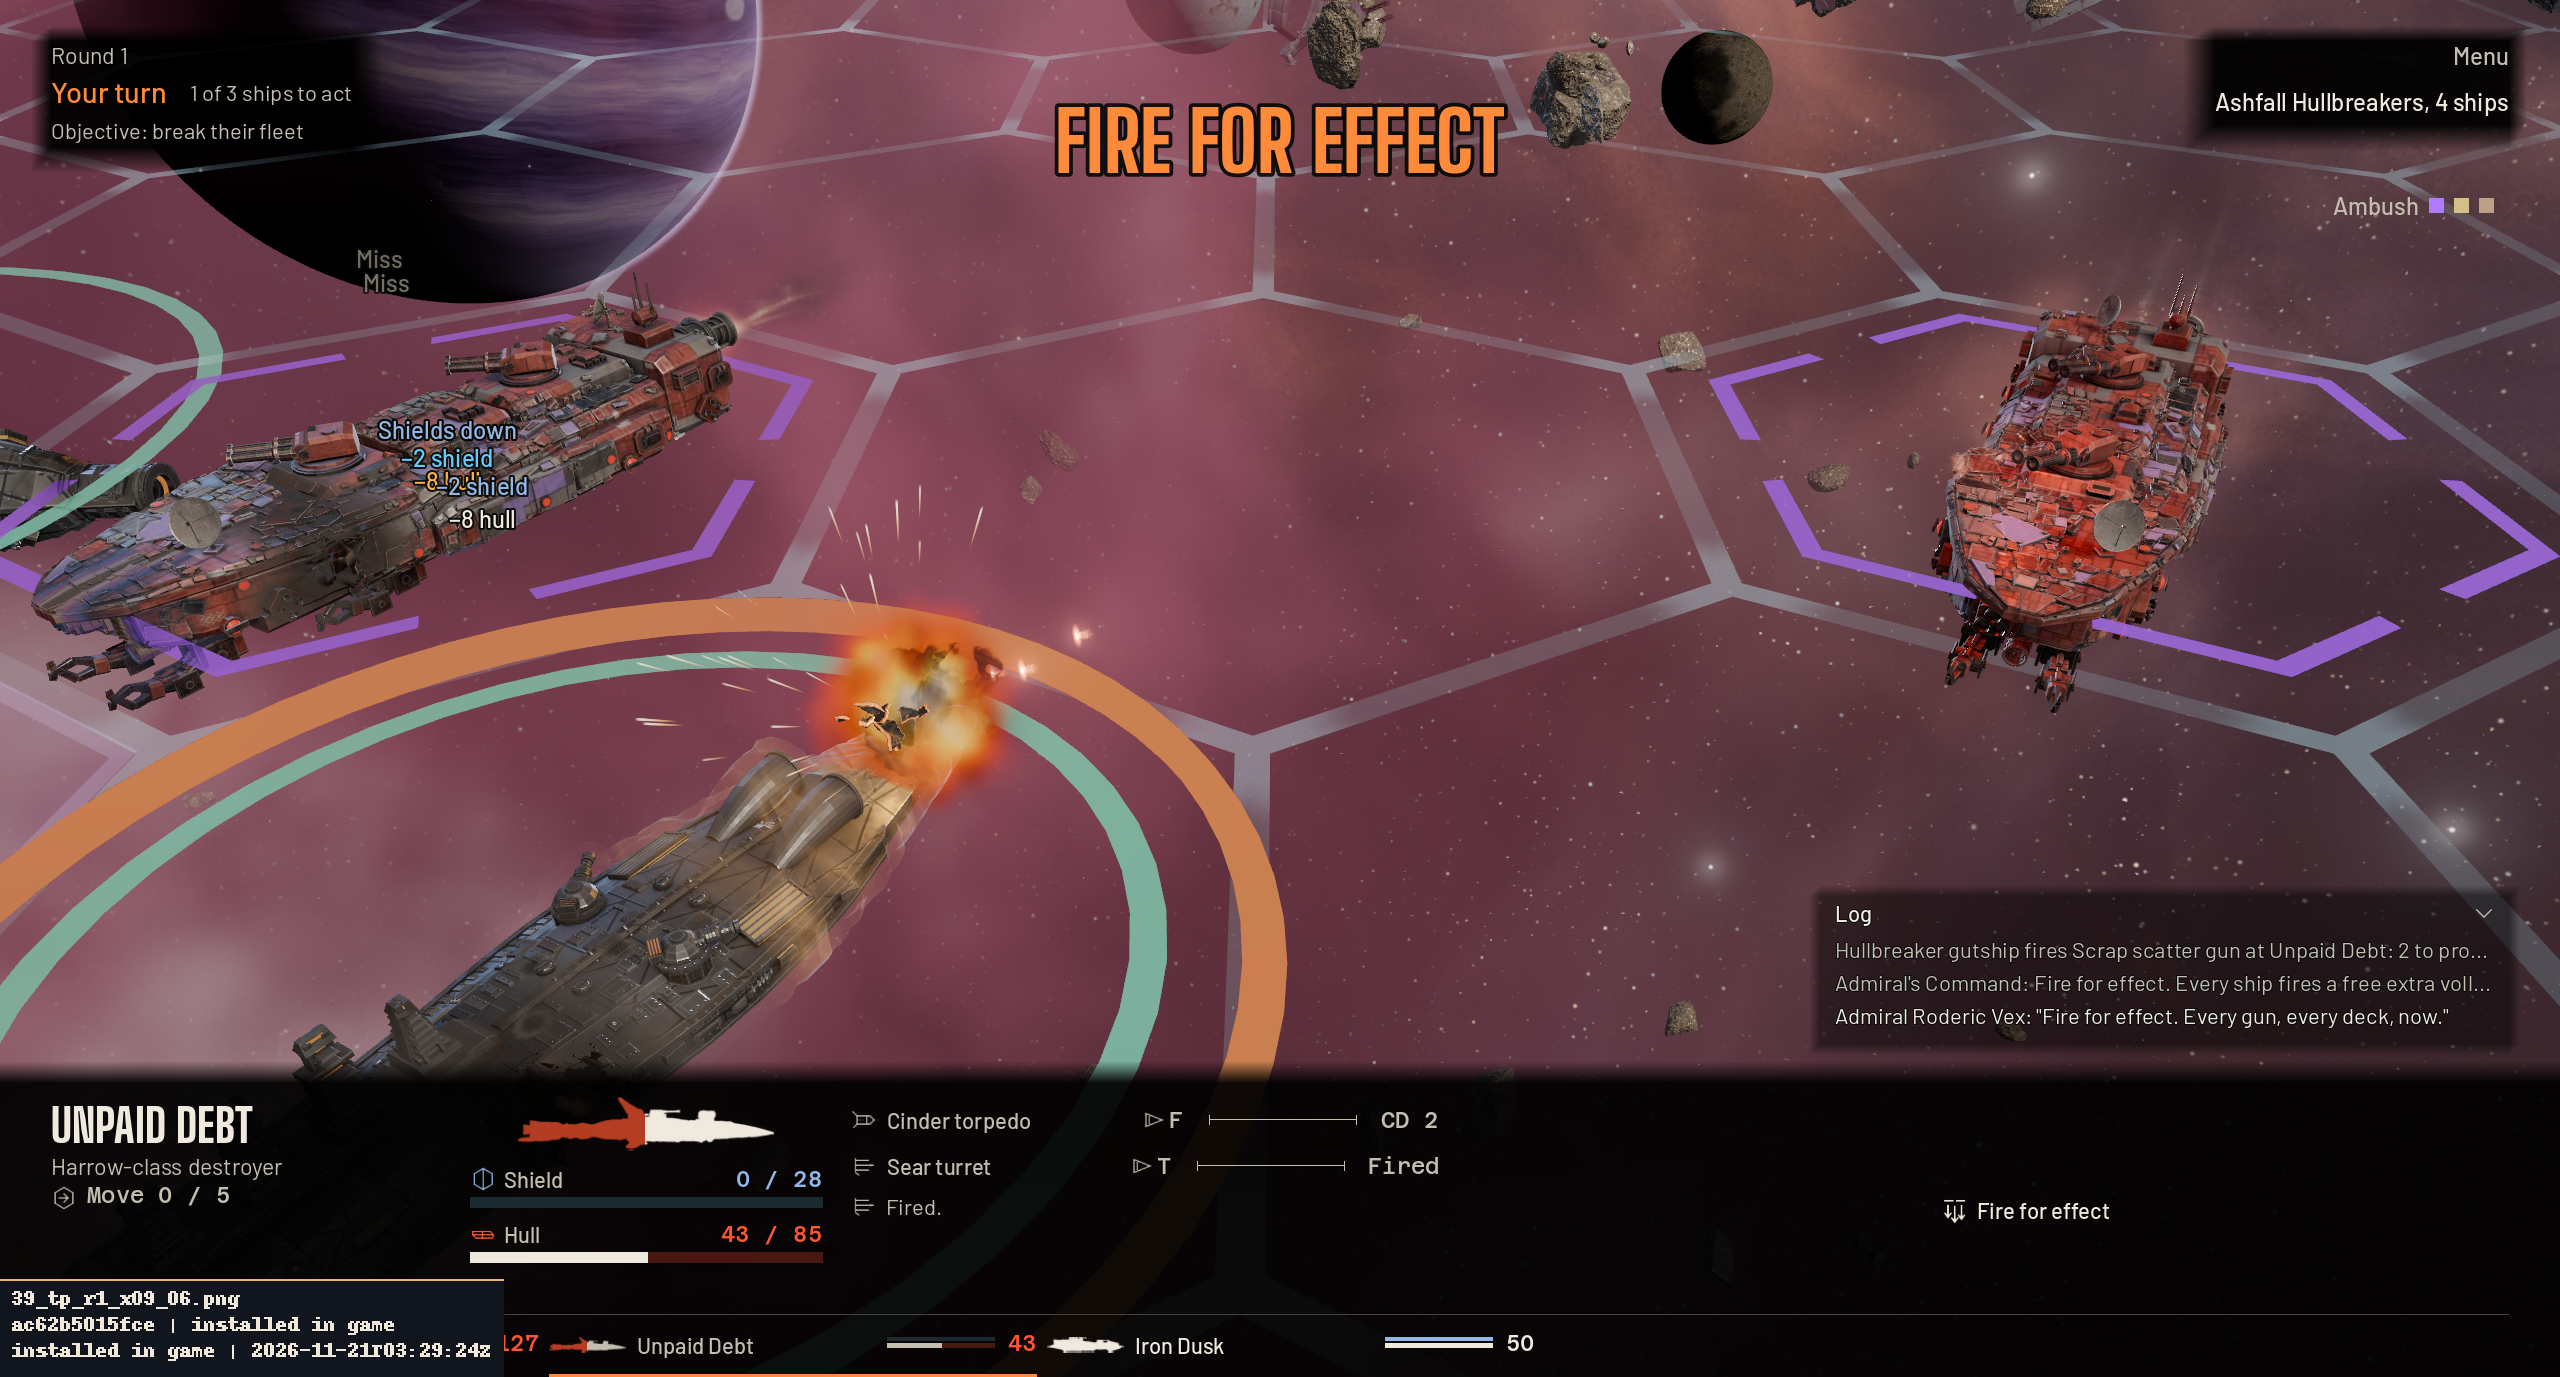 Round 1
Your turn 1 of 3 ships to act
Objective: break their fleet
FIRE FOR EFFECT
Menu
Ashfall Hullbreakers, 4 ships
Ambush
Miss
Miss
Shields down
–2 shield
–2 shield
–8 hull
Log
Hullbreaker gutship fires Scrap scatter gun at Unpaid Debt: 2 to pro...
Admiral's Command: Fire for effect. Every ship fires a free extra voll...
Admiral Roderic Vex: "Fire for effect. Every gun, every deck, now."
UNPAID DEBT
Harrow-class destroyer
Move 0 / 5
Shield 0 / 28
Hull 43 / 85
Cinder torpedo F CD 2
Sear turret T Fired
Fired.
Fire for effect
39_tp_r1_x09_06.png
ac62b5015fce | installed in game
installed in game | 2026-11-21T03:29:24Z
127 Unpaid Debt 43 Iron Dusk 50